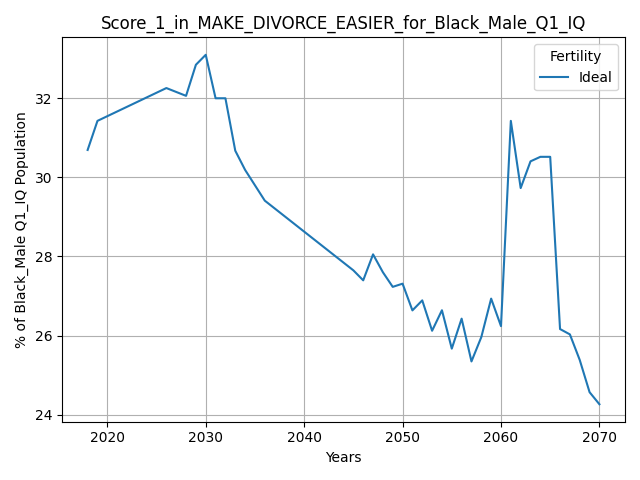 Score_1_in_MAKE_DIVORCE_EASIER_for_Black_Male_Q1_IQ
Fertility
Ideal
% of Black_Male Q1_IQ Population
32
30
28
26
24
2020 2030 2040 2050 2060 2070
Years